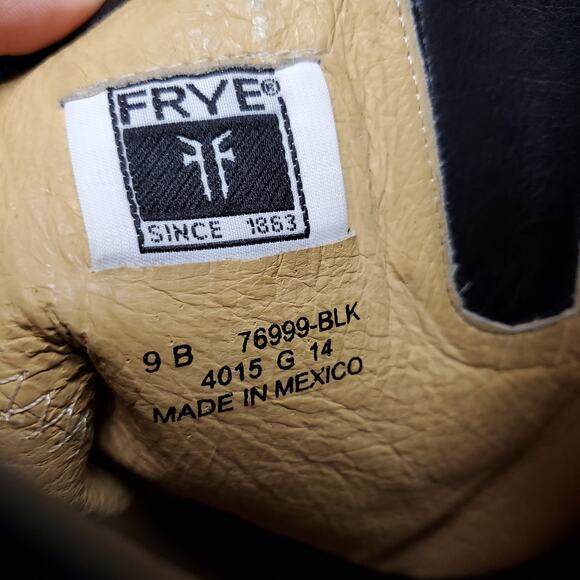 FRYE®
SINCE 1863
9 B 76999-BLK
4015 G 14
MADE IN MEXICO